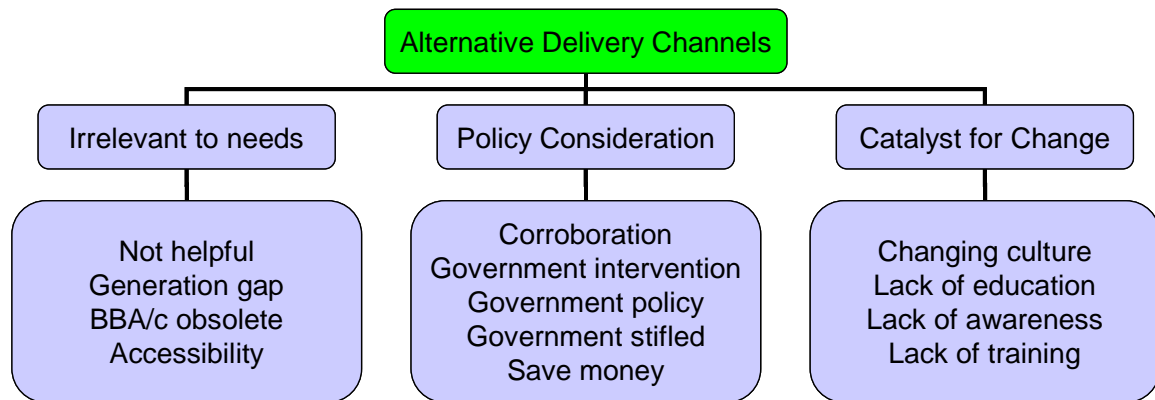 Alternative Delivery Channels
Irrelevant to needs
Policy Consideration
Catalyst for Change
Not helpful
Generation gap
BBA/c obsolete
Accessibility
Corroboration
Government intervention
Government policy
Government stifled
Save money
Changing culture
Lack of education
Lack of awareness
Lack of training